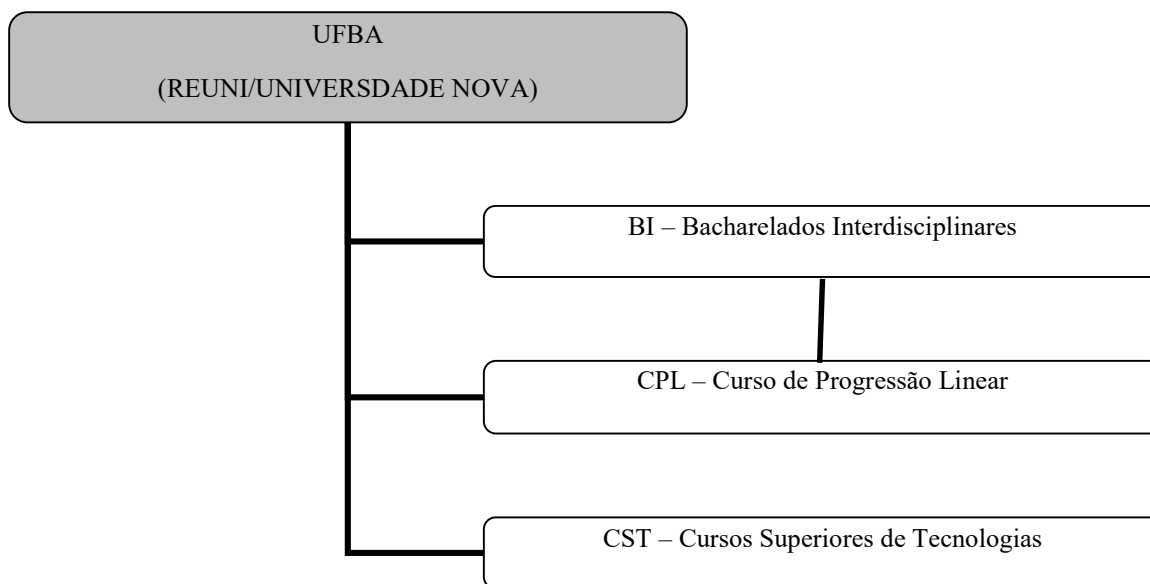 UFBA
(REUNI/UNIVERSDADE NOVA)
BI – Bacharelados Interdisciplinares
CPL – Curso de Progressão Linear
CST – Cursos Superiores de Tecnologias